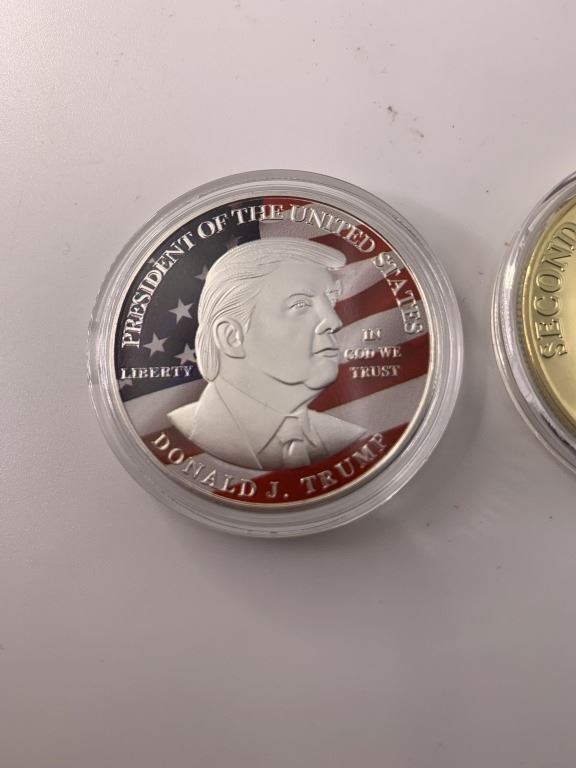 PRESIDENT OF THE UNITED STATES
LIBERTY
IN
GOD WE
TRUST
DONALD J. TRUMP
SECOND